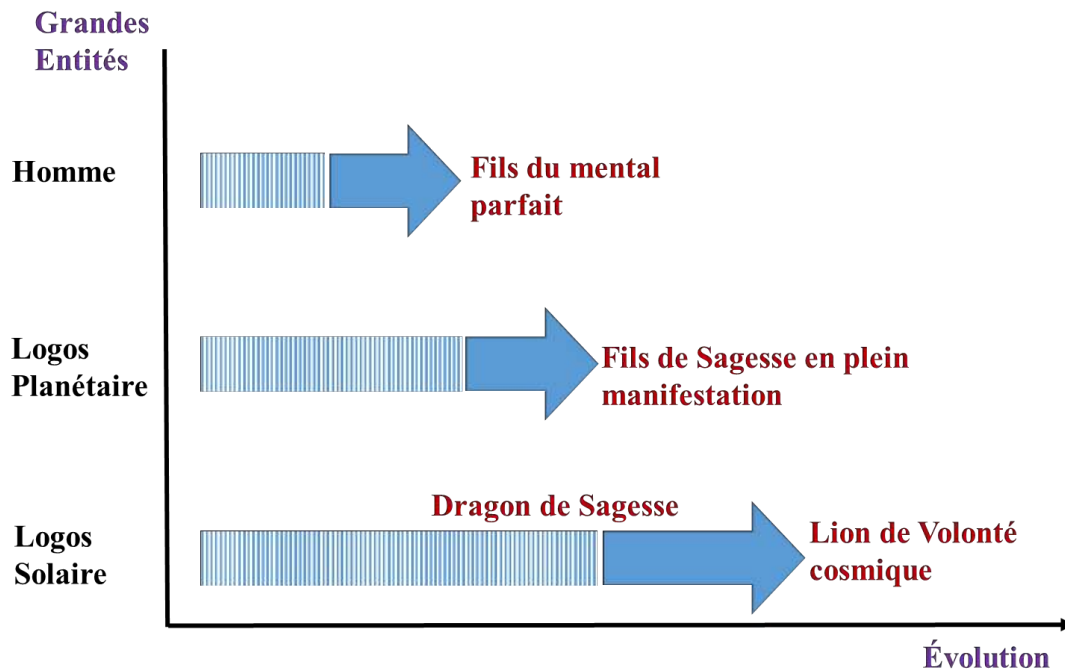 Grandes
Entités
Homme
Fils du mental
parfait
Logos
Planétaire
Fils de Sagesse en plein
manifestation
Dragon de Sagesse
Logos
Solaire
Lion de Volonté
cosmique
Évolution